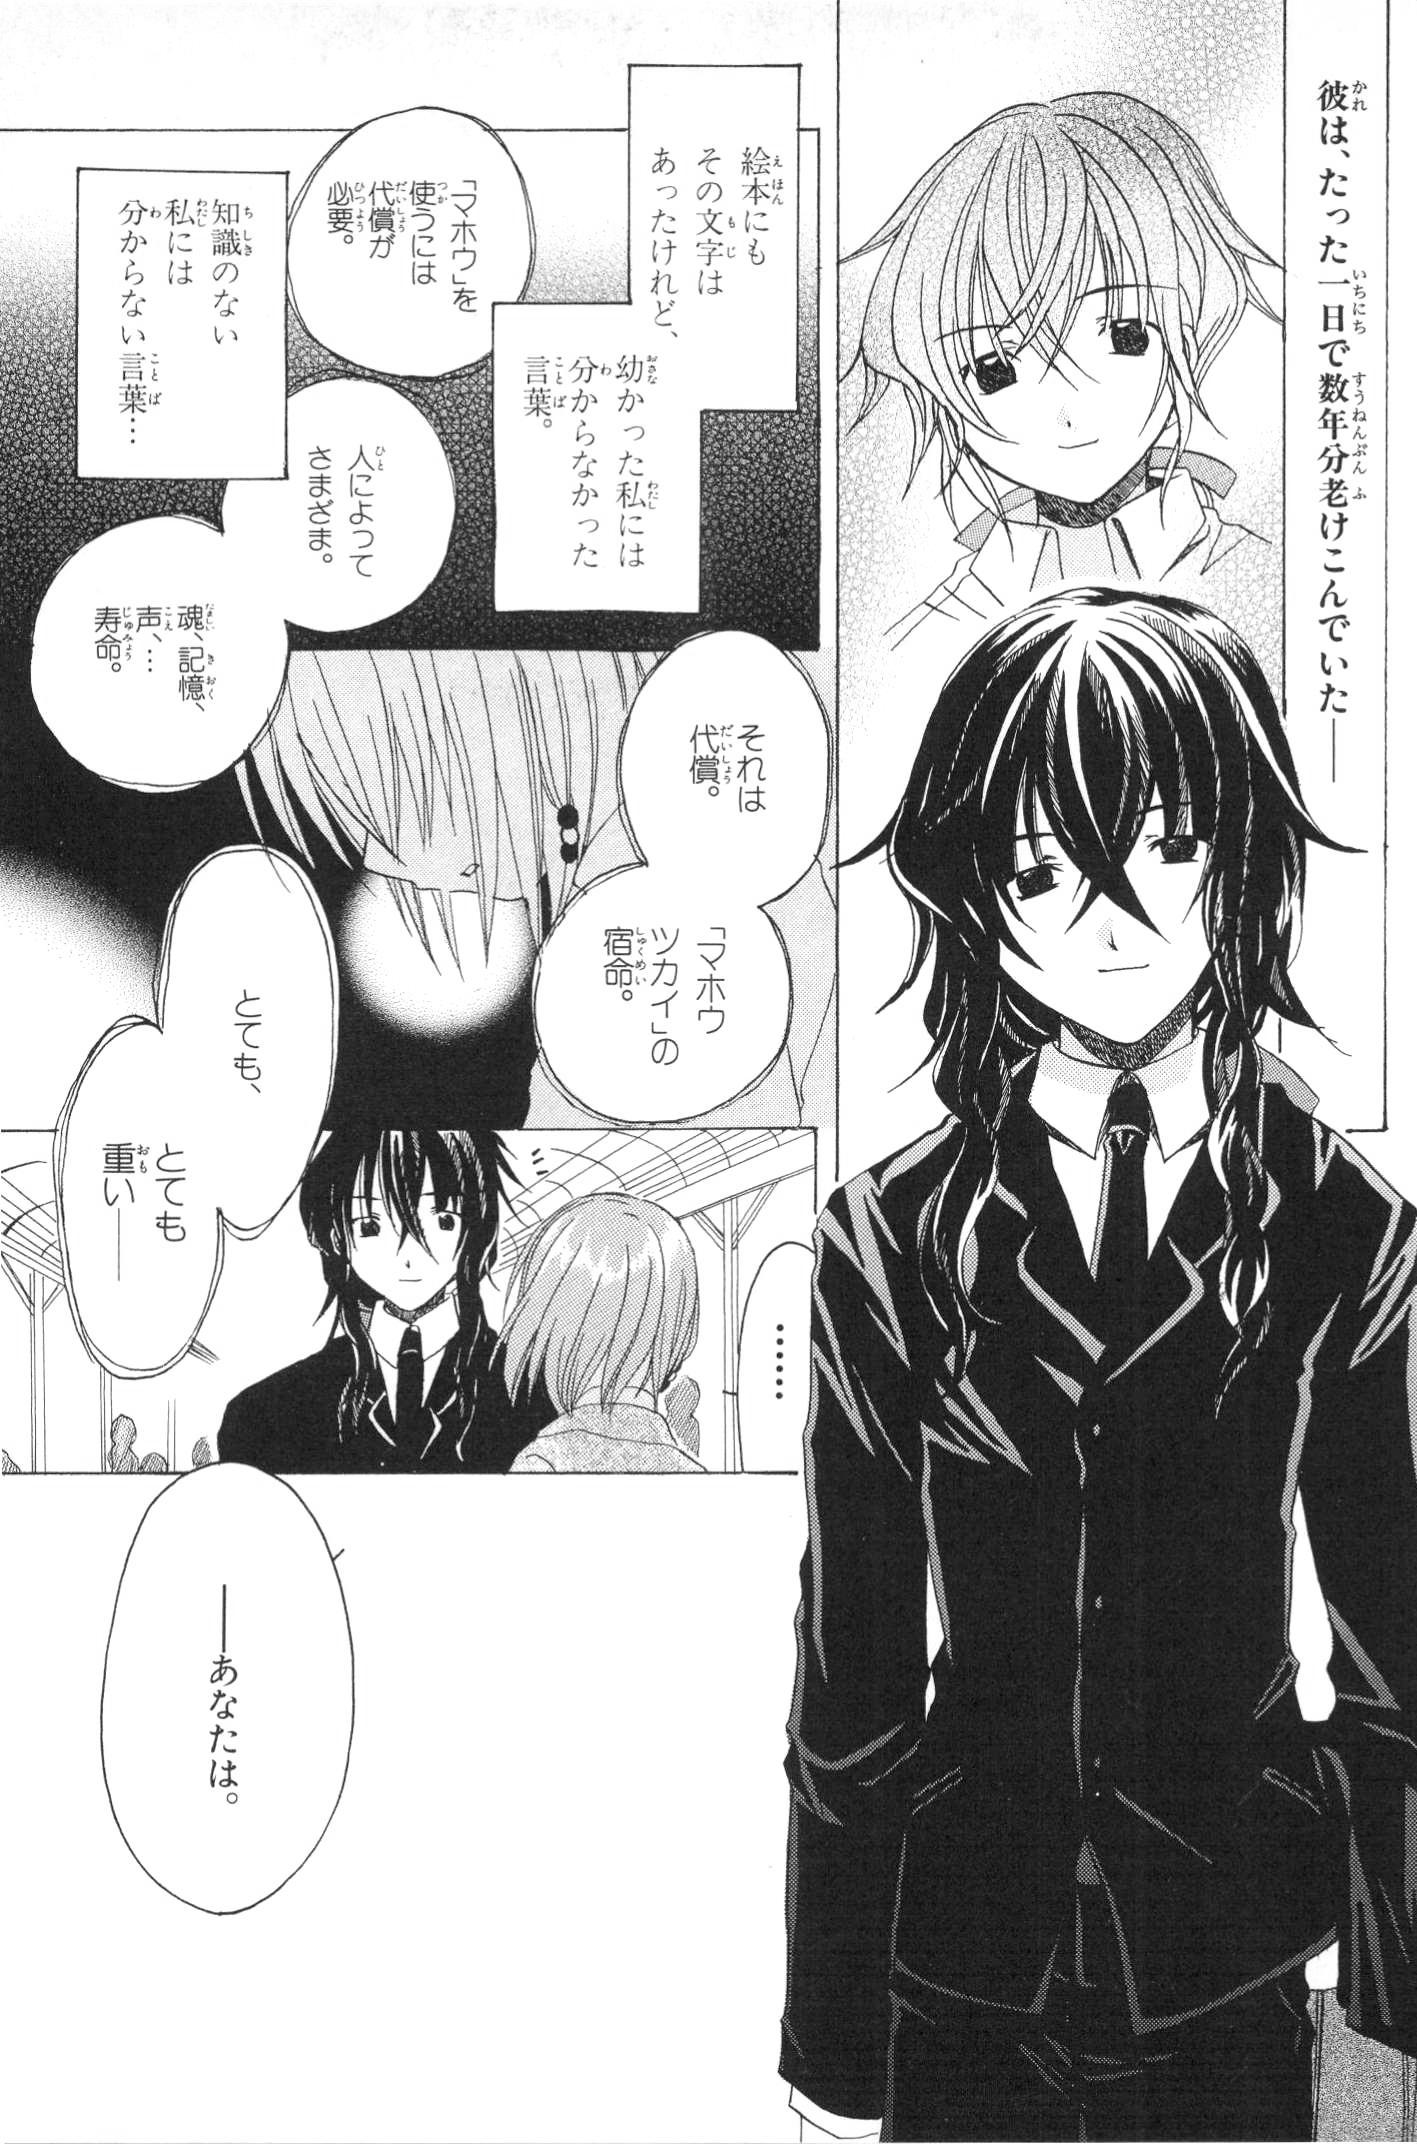 彼は、たった一日で数年分老けこんでいた――
絵本にも
その文字は
あったけれど、
幼かった私には
分からなかった
言葉。
「マホウ」を
使うには
代償が
必要。
知識のない
私には
分からない言葉…
人によって
さまざま。
魂、記憶、
声、…
寿命。
それは
代償。
「マホウ
ツカイ」の
宿命。
とても、
とても
重い――
……
――あなたは。